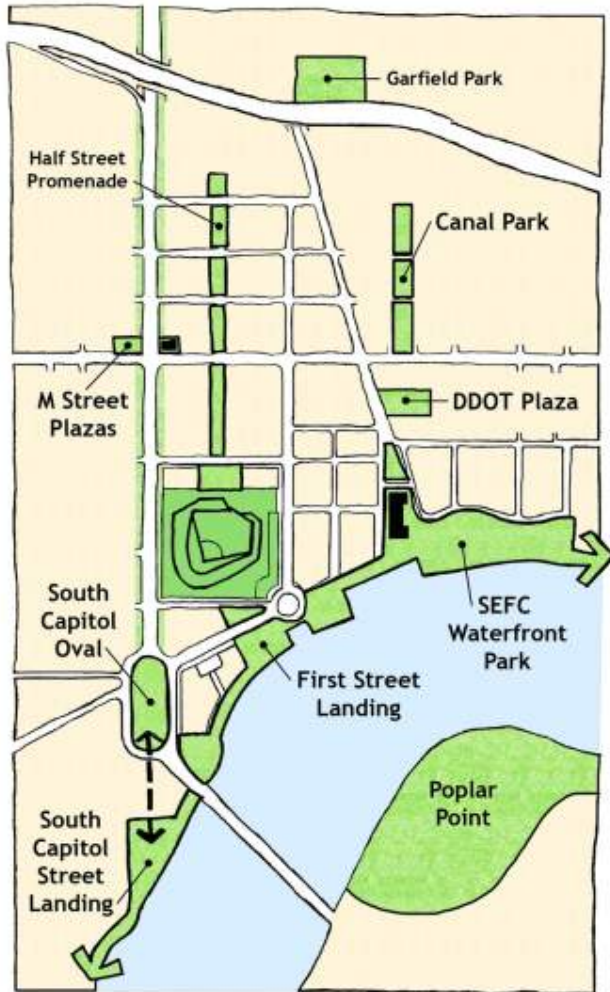 Garfield Park
Half Street
Promenade
Canal Park
M Street
Plazas
DDOT Plaza
South
Capitol
Oval
SEFC
Waterfront
Park
First Street
Landing
Poplar
Point
South
Capitol
Street
Landing